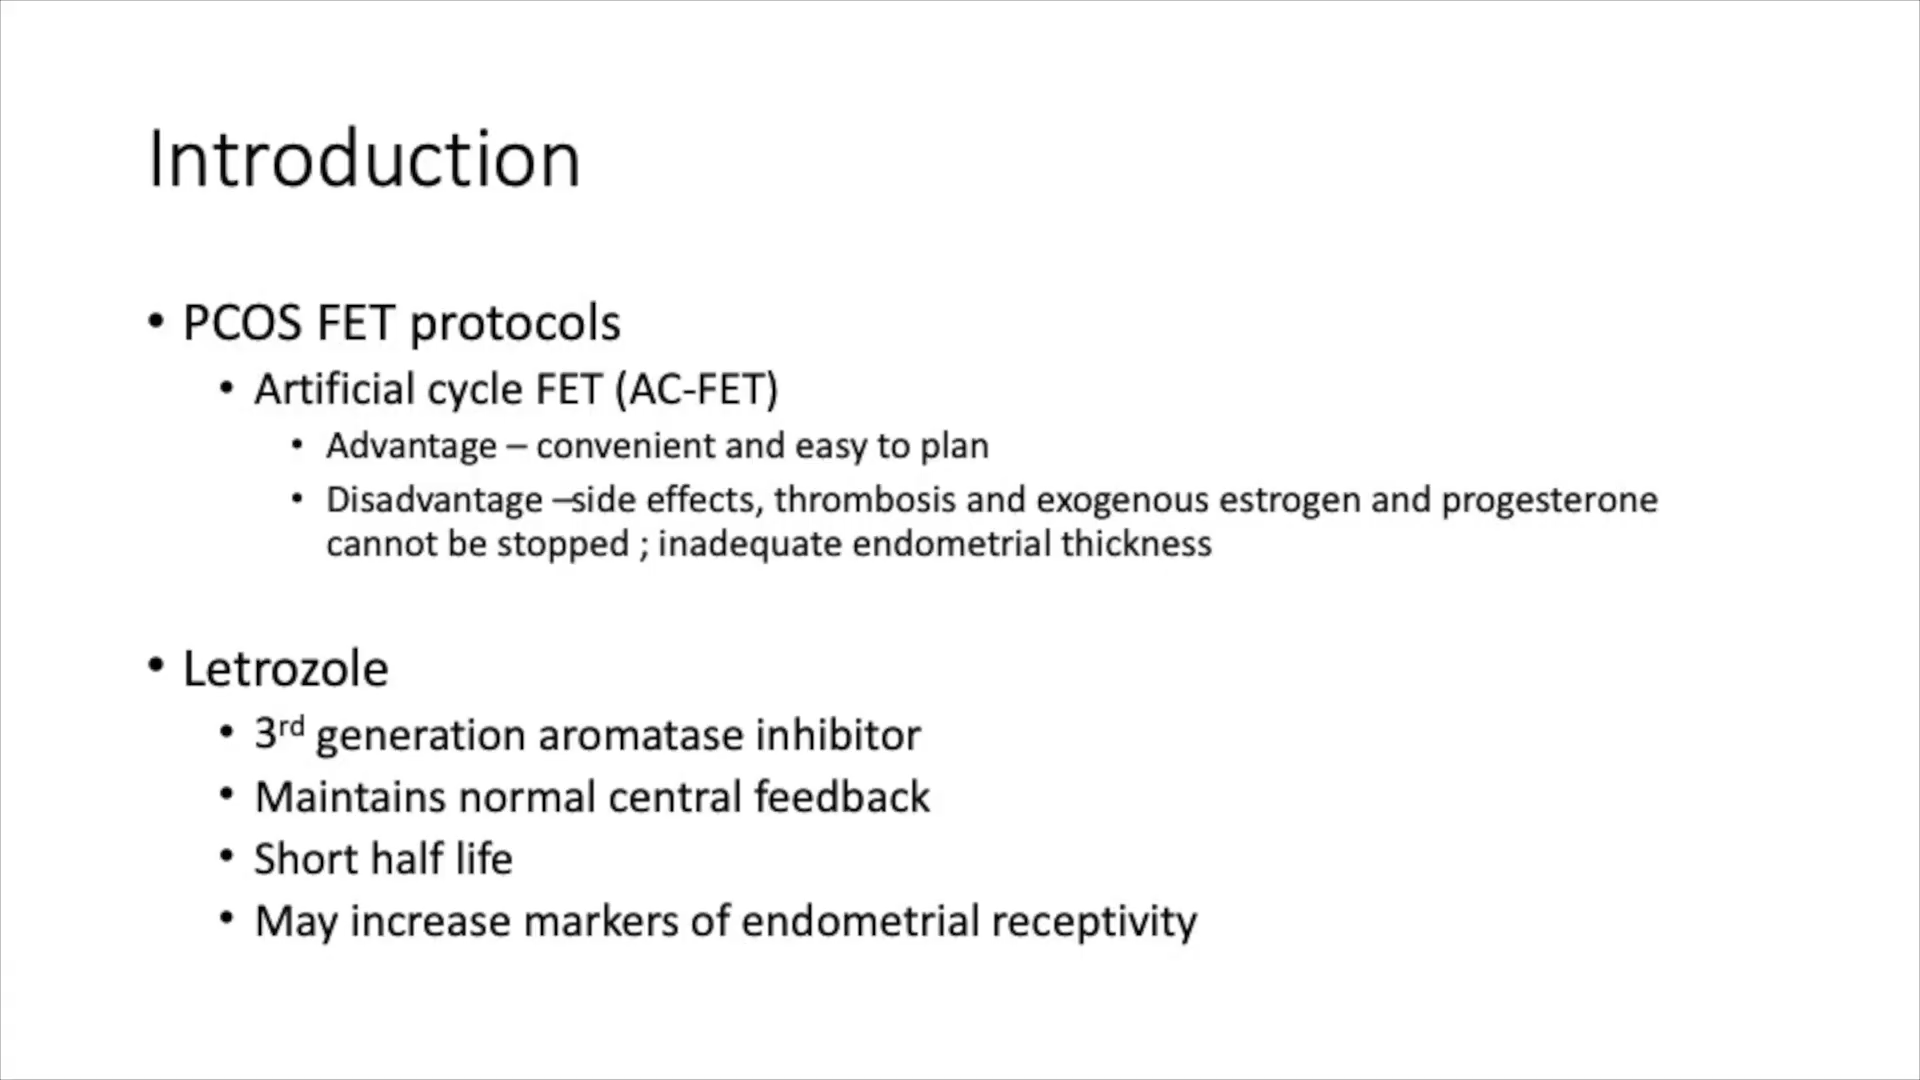 Introduction
• PCOS FET protocols
• Artificial cycle FET (AC-FET)
• Advantage – convenient and easy to plan
• Disadvantage –side effects, thrombosis and exogenous estrogen and progesterone
cannot be stopped ; inadequate endometrial thickness
• Letrozole
• 3rd generation aromatase inhibitor
• Maintains normal central feedback
• Short half life
• May increase markers of endometrial receptivity